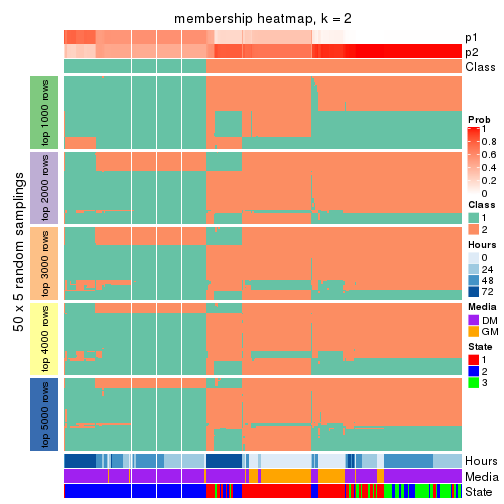 membership heatmap, k = 2
p1
p2
Class
50 x 5 random samplings
top 1000 rows
top 2000 rows
top 3000 rows
top 4000 rows
top 5000 rows
Hours
Media
State
Prob
1
0.8
0.6
0.4
0.2
0
Class
1
2
Hours
0
24
48
72
Media
DM
GM
State
1
2
3